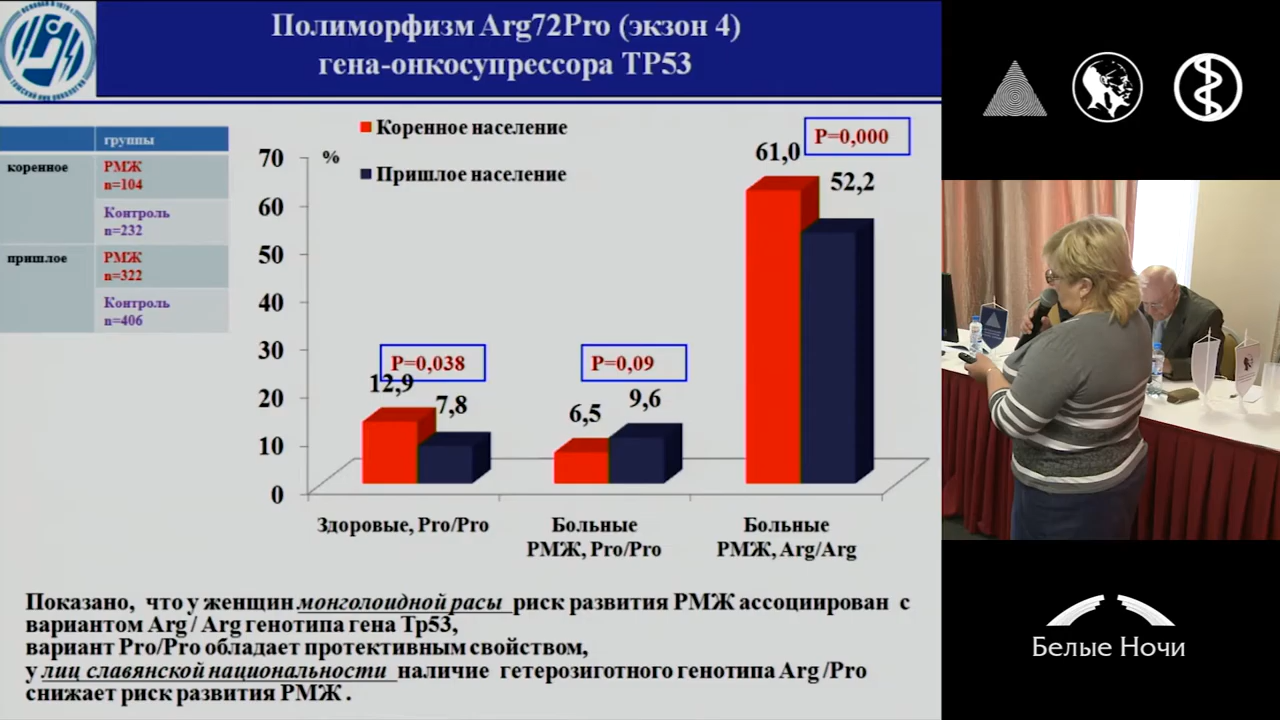 Полиморфизм Arg72Pro (экзон 4)
гена-онкосупрессора ТР53
группы
коренное
РМЖ
n=104
Контроль
n=232
пришлое
РМЖ
n=322
Контроль
n=406
Коренное население
Пришлое население
%
70
60
50
40
30
20
10
0
P=0,038
12,9
7,8
P=0,09
6,5
9,6
P=0,000
61,0
52,2
Здоровые, Pro/Pro
Больные
РМЖ, Pro/Pro
Больные
РМЖ, Arg/Arg
Показано, что у женщин монголоидной расы риск развития РМЖ ассоциирован с
вариантом Arg / Arg генотипа гена Тр53,
вариант Pro/Pro обладает протективным свойством,
у лиц славянской национальности наличие гетерозиготного генотипа Arg /Pro
снижает риск развития РМЖ .
Белые Ночи